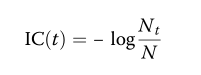 IC(t) = − log N_t / N